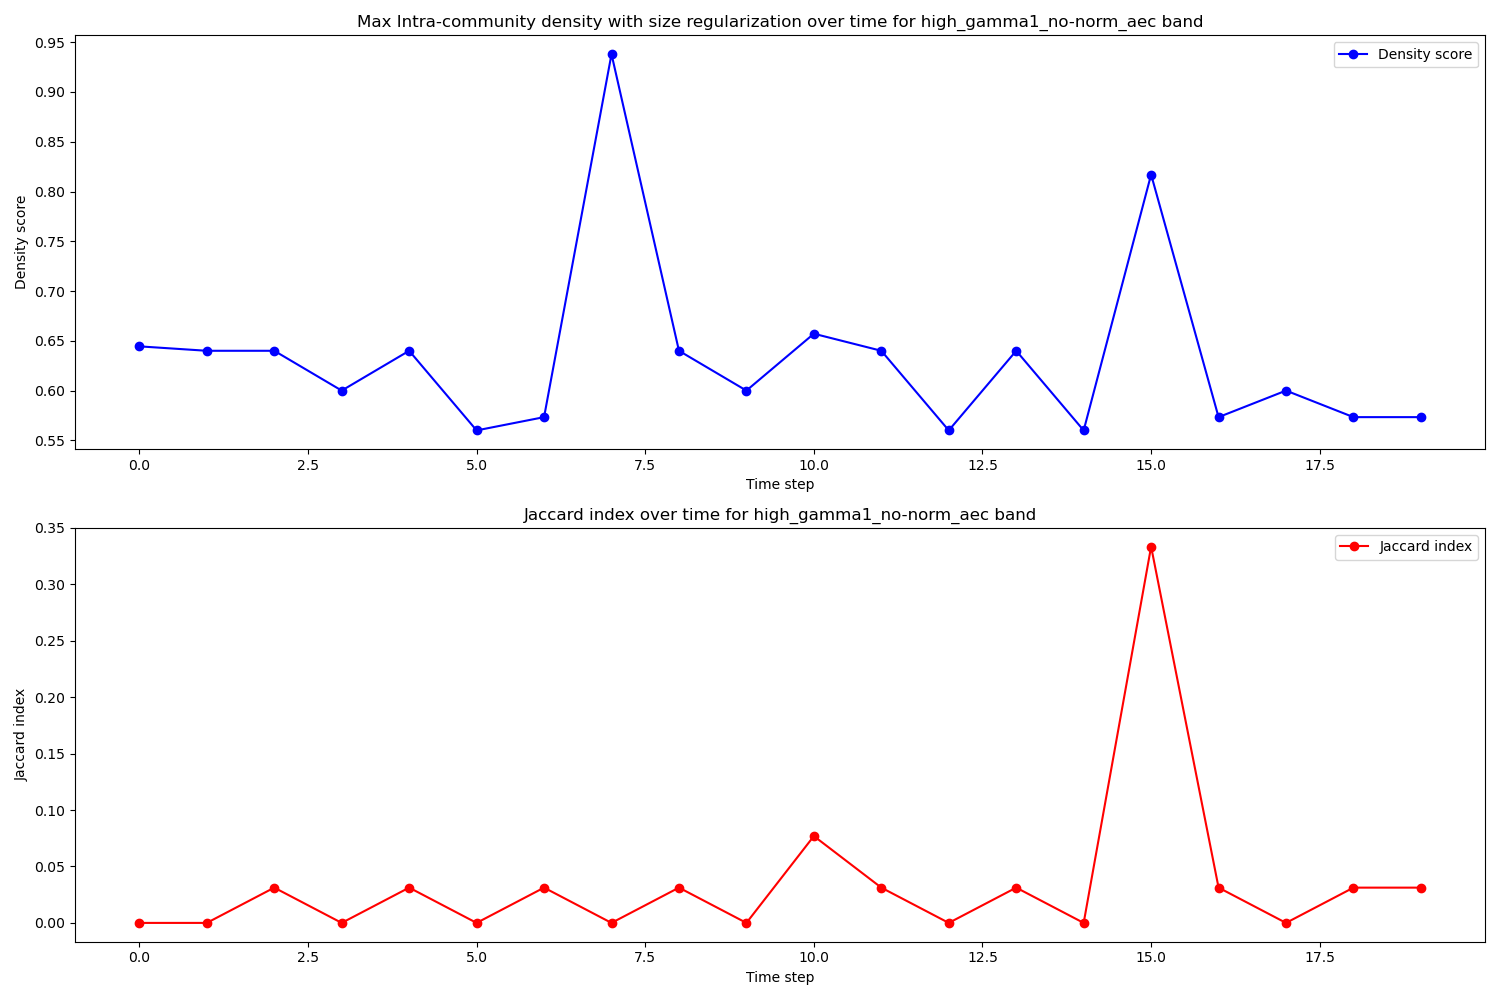 Max Intra-community density with size regularization over time for high_gamma1_no-norm_aec band
Density score
0.95
0.90
0.85
0.80
0.75
0.70
0.65
0.60
0.55
Density score
0.0 2.5 5.0 7.5 10.0 12.5 15.0 17.5
Time step
Jaccard index over time for high_gamma1_no-norm_aec band
Jaccard index
0.35
0.30
0.25
0.20
0.15
0.10
0.05
0.00
Jaccard index
0.0 2.5 5.0 7.5 10.0 12.5 15.0 17.5
Time step